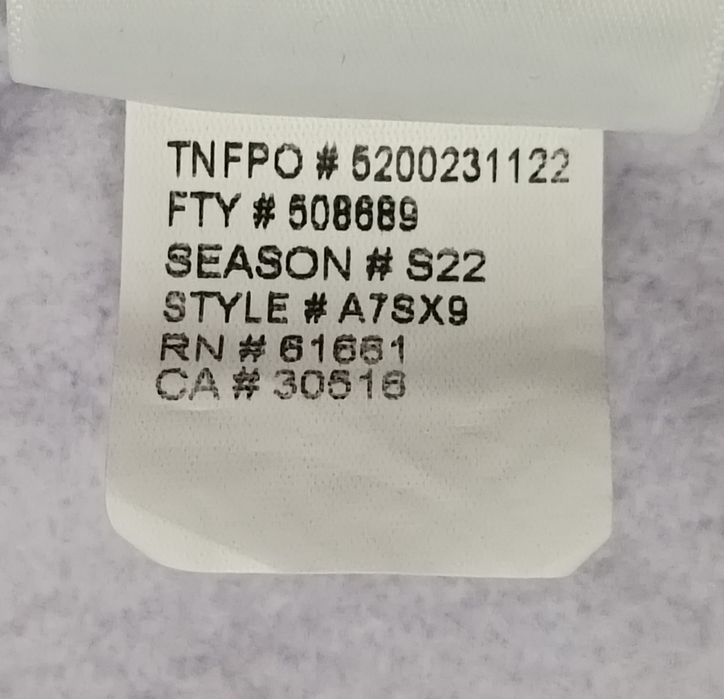 TNFPO # 5200231122
FTY # 508689
SEASON # S22
STYLE # A7SX9
RN # 61661
CA # 30516